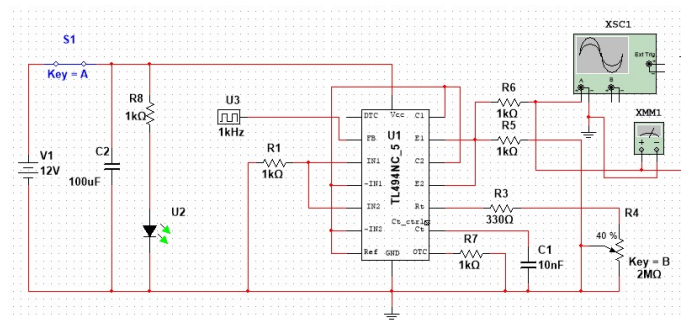 XSC1
Ext Trig
+
-
A
B
+ - + -
S1
Key = A
R8
1kΩ
U3
1kHz
R6
1kΩ
R5
1kΩ
XMM1
+ -
V1
12V
C2
100uF
R1
1kΩ
U2
U1
TL494NC_5
DTC
FB
IN1
-IN1
IN2
-IN2
Ref
GND
Vcc
C1
E1
C2
E2
Rt
Ct_ctrl
Ct
OTC
R3
330Ω
R4
40 %
Key = B
2MΩ
R7
1kΩ
C1
10nF